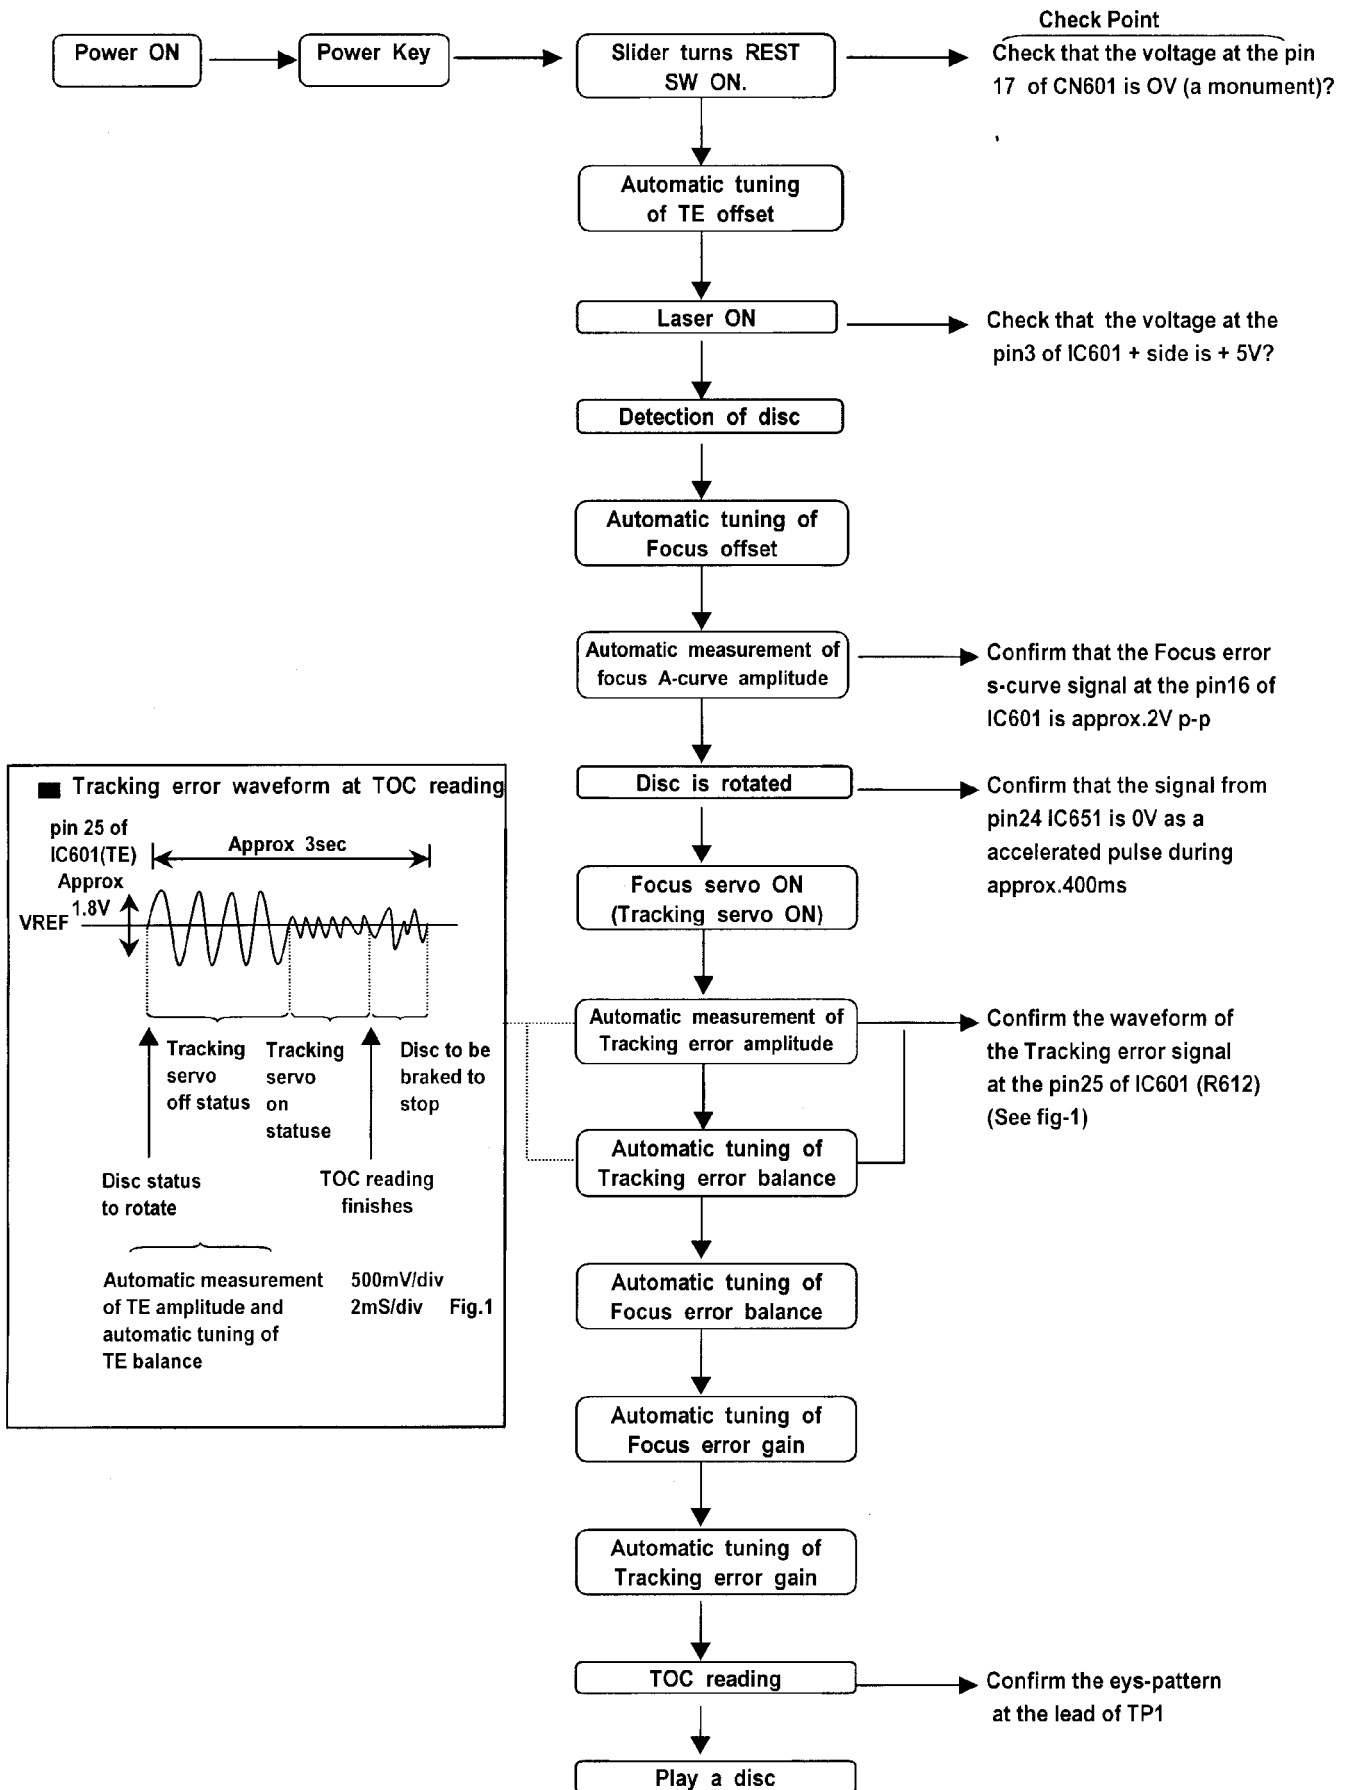 Check Point
Power ON
Power Key
Slider turns REST
SW ON.
Check that the voltage at the pin
17 of CN601 is OV (a monument)?
Automatic tuning
of TE offset
Laser ON
Check that the voltage at the
pin3 of IC601 + side is + 5V?
Detection of disc
Automatic tuning of
Focus offset
Automatic measurement of
focus A-curve amplitude
Confirm that the Focus error
s-curve signal at the pin16 of
IC601 is approx.2V p-p
Disc is rotated
Confirm that the signal from
pin24 IC651 is 0V as a
accelerated pulse during
approx.400ms
Focus servo ON
(Tracking servo ON)
Automatic measurement of
Tracking error amplitude
Confirm the waveform of
the Tracking error signal
at the pin25 of IC601 (R612)
(See fig-1)
Automatic tuning of
Tracking error balance
Automatic tuning of
Focus error balance
Automatic tuning of
Focus error gain
Automatic tuning of
Tracking error gain
TOC reading
Confirm the eys-pattern
at the lead of TP1
Play a disc
Tracking error waveform at TOC reading
pin 25 of
IC601(TE)
Approx
1.8V
VREF
Approx 3sec
Tracking
servo
off status
Tracking
servo
on
statuse
Disc to be
braked to
stop
Disc status
to rotate
TOC reading
finishes
Automatic measurement
of TE amplitude and
automatic tuning of
TE balance
500mV/div
2mS/div Fig.1